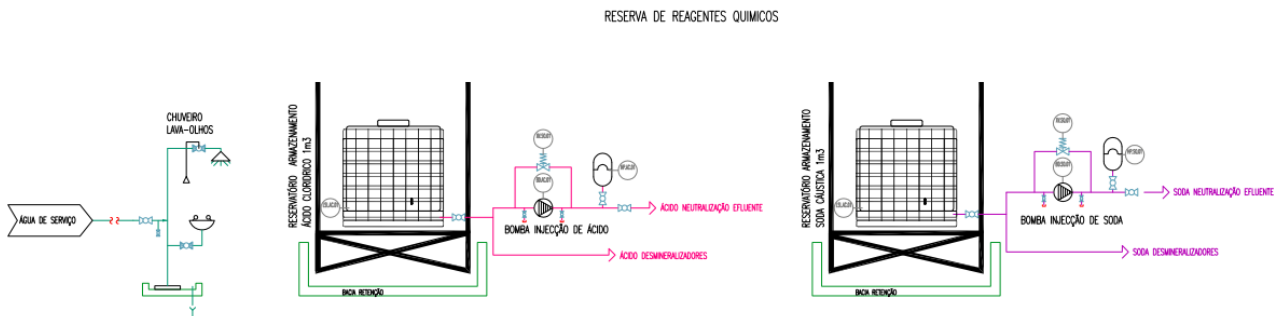 RESERVA DE REAGENTES QUIMICOS
CHUVEIRO
LAVA-OLHOS
ÁGUA DE SERVIÇO
RESERVATÓRIO ARMAZENAMENTO
ÁCIDO CLORIDRICO 1m3
BOMBA INJECÇÃO DE ÁCIDO
ÁCIDO NEUTRALIZAÇÃO EFLUENTE
ÁCIDO DESMINERALIZADORES
BACIA RETENÇÃO
RESERVATÓRIO ARMAZENAMENTO
SODA CÁUSTICA 1m3
BOMBA INJECÇÃO DE SODA
SODA NEUTRALIZAÇÃO EFLUENTE
SODA DESMINERALIZADORES
BACIA RETENÇÃO